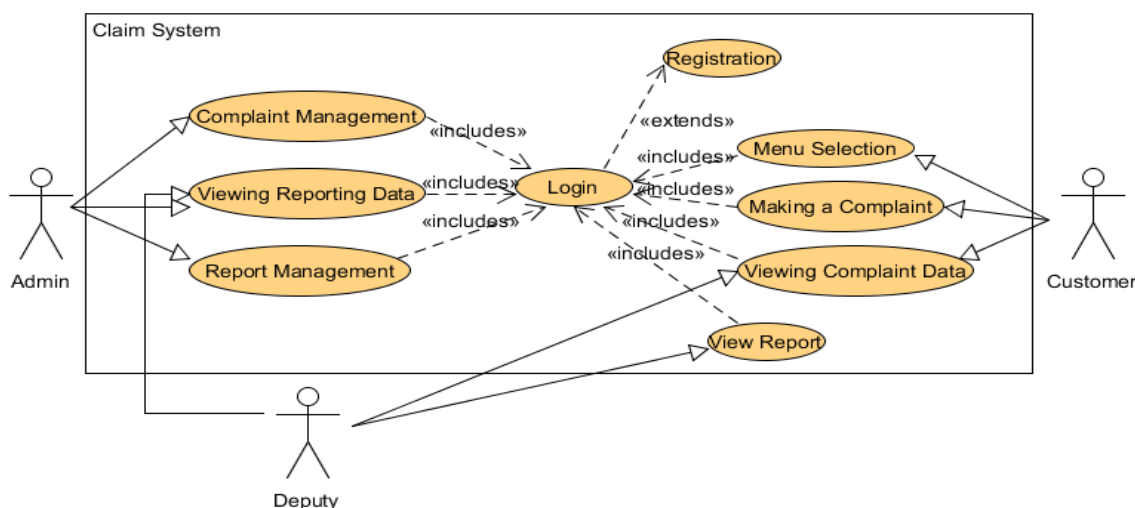 Claim System
Registration
Complaint Management
«includes»
«extends»
Menu Selection
«includes»
Viewing Reporting Data
«includes»
Login
«includes»
Making a Complaint
«includes»
Report Management
«includes»
«includes»
Viewing Complaint Data
Admin
Customer
View Report
Deputy